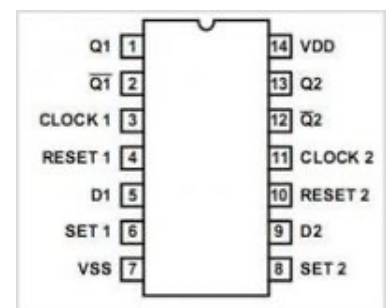 Q1 1 14 VDD
Q̅1̅ 2 13 Q2
CLOCK 1 3 12 Q̅2
RESET 1 4 11 CLOCK 2
D1 5 10 RESET 2
SET 1 6 9 D2
VSS 7 8 SET 2